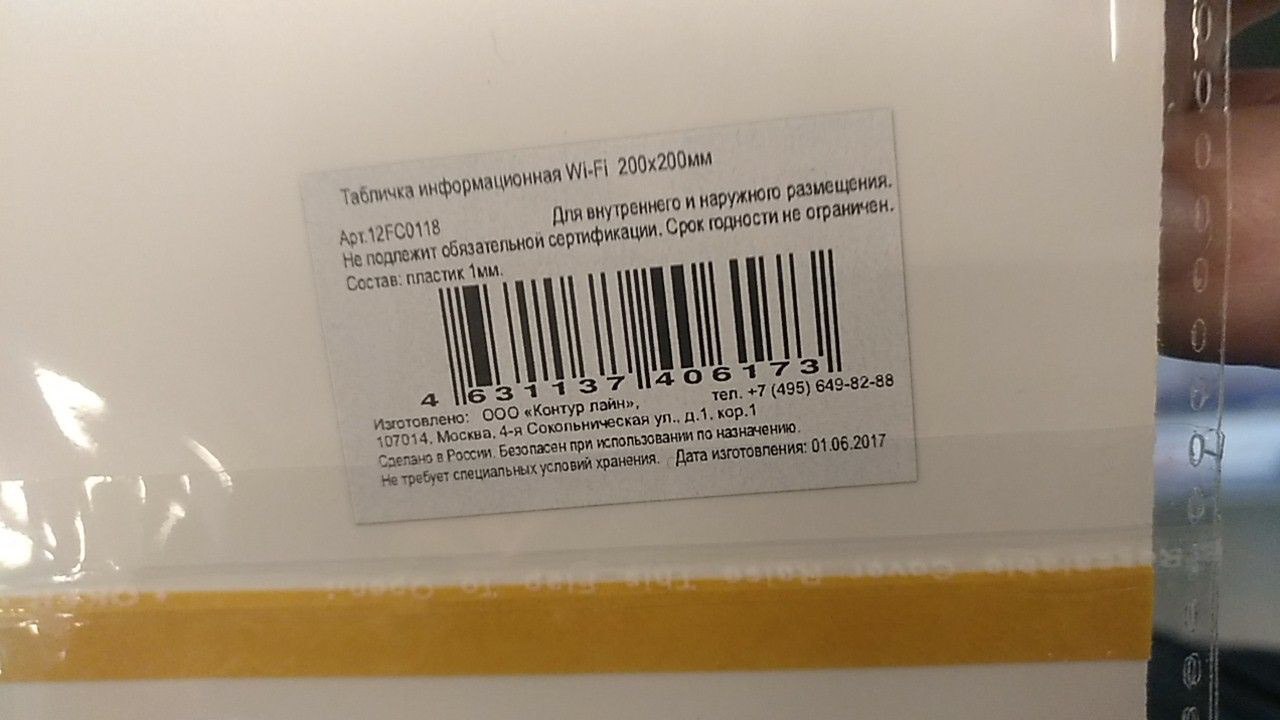 Табличка информационная Wi-Fi 200х200мм
Арт.12FC0118 Для внутреннего и наружного размещения.
Не подлежит обязательной сертификации. Срок годности не ограничен.
Состав: пластик 1мм.
4 631137 406173
Изготовлено: ООО «Контур лайн», тел. +7 (495) 649-82-88
107014, Москва, 4-я Сокольническая ул., д.1, кор.1
Сделано в России. Безопасен при использовании по назначению.
Не требует специальных условий хранения. Дата изготовления: 01.06.2017